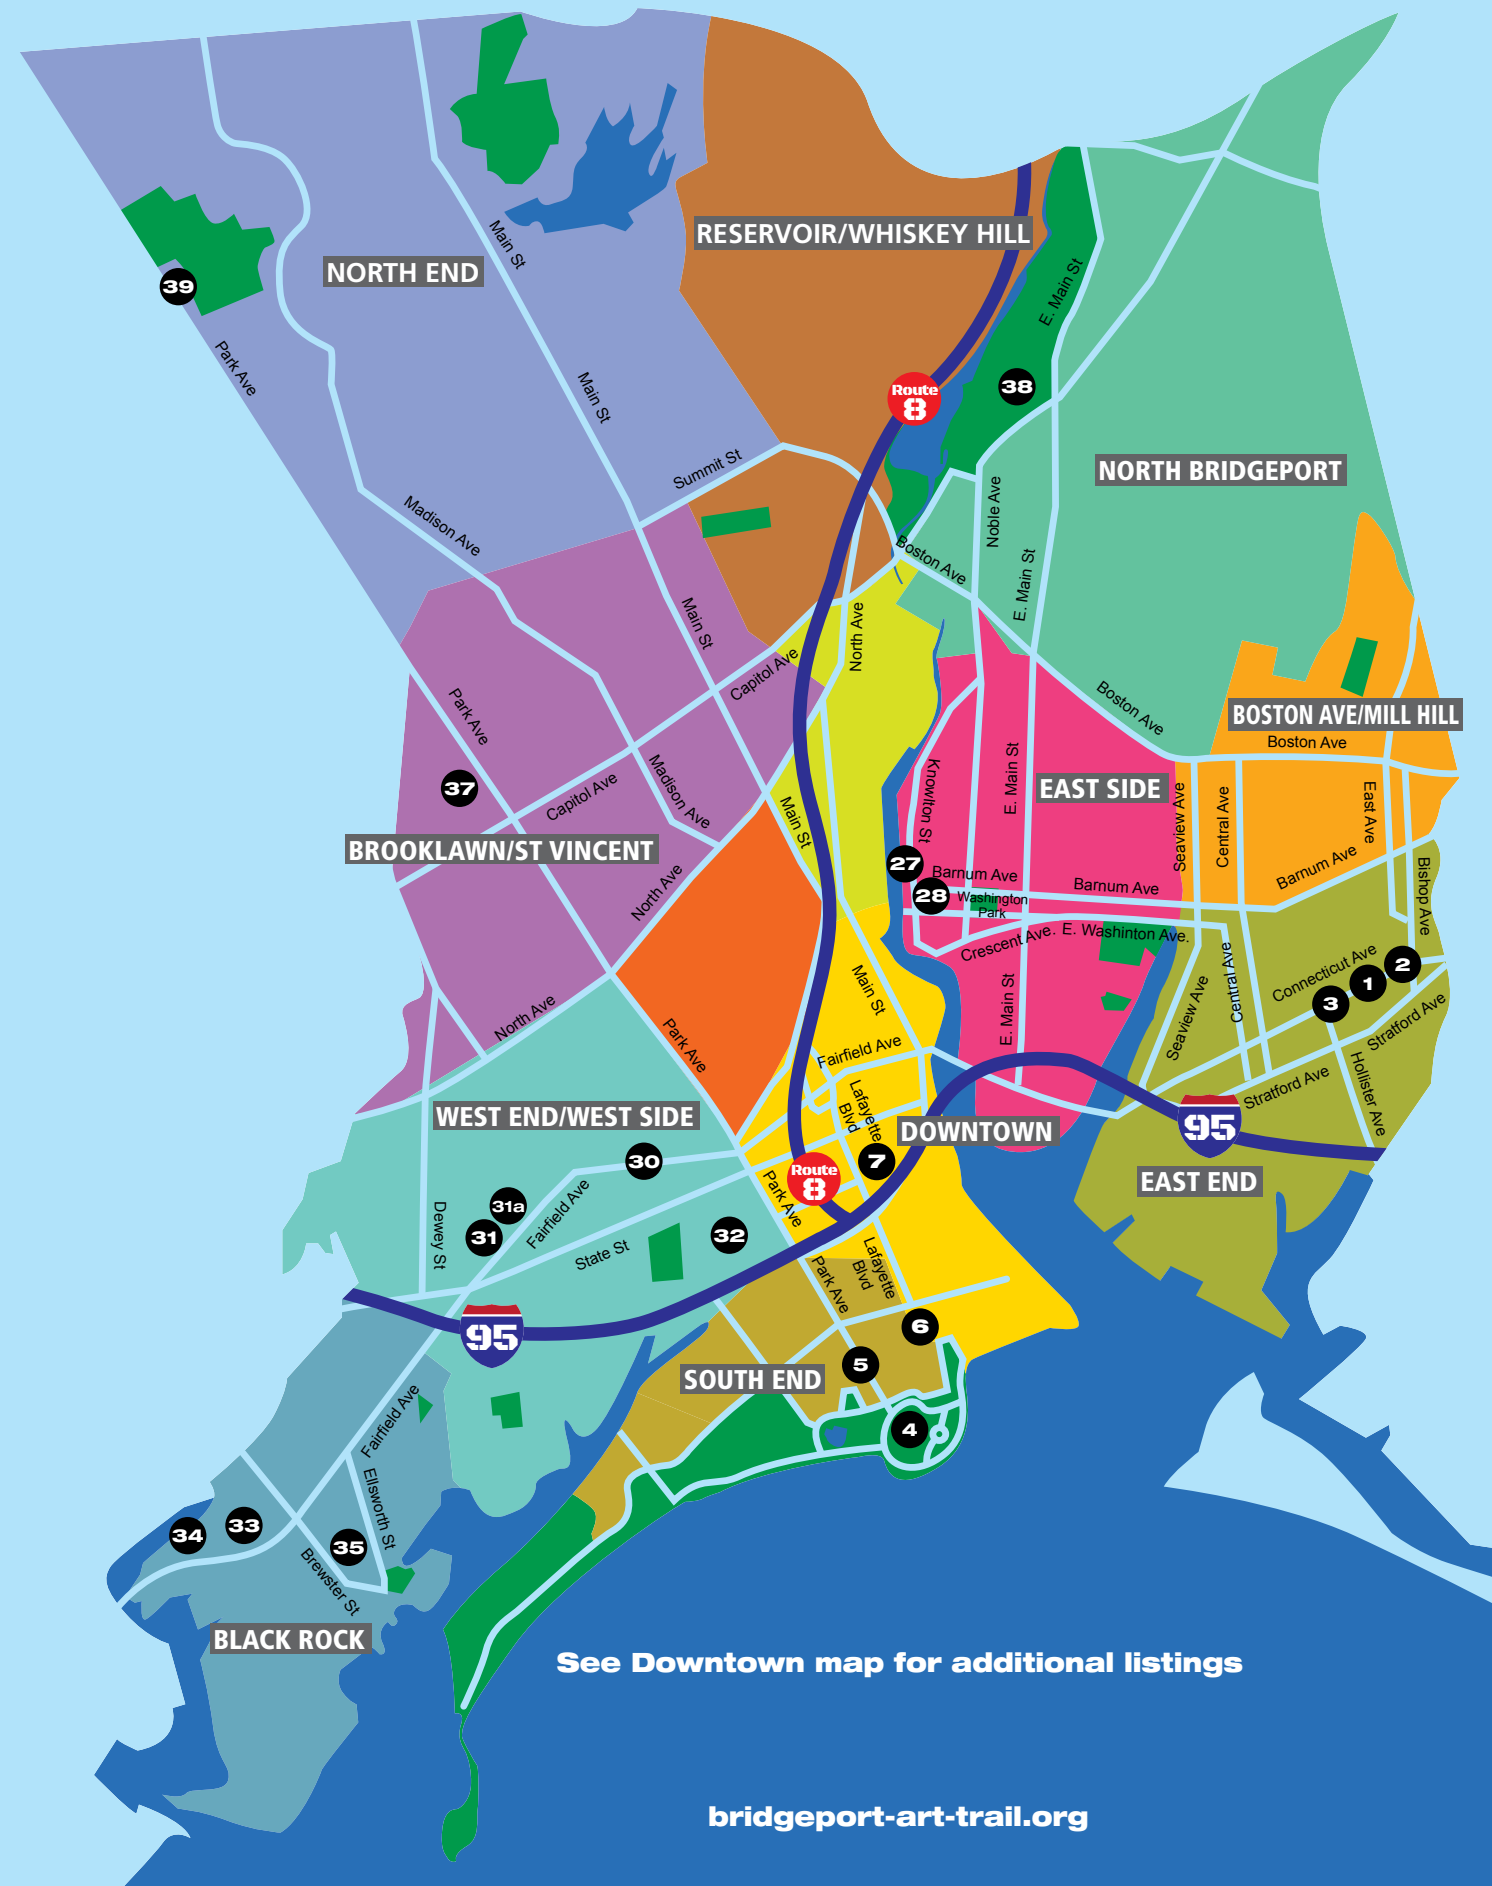 RESERVOIR/WHISKEY HILL
Main St
NORTH END
39
E. Main St
Park Ave
Route
8
38
Main St
Summit St
NORTH BRIDGEPORT
Madison Ave
Noble Ave
Boston Ave
E. Main St
Main St
North Ave
Capitol Ave
Park Ave
Boston Ave
BOSTON AVE/MILL HILL
Boston Ave
37
Capitol Ave
Madison Ave
Main St
Knowlton St
E. Main St
EAST SIDE
Seaview Ave
Central Ave
East Ave
BROOKLAWN/ST VINCENT
27
Barnum Ave
Barnum Ave
Barnum Ave
Bishop Ave
28
Washington
Park
North Ave
Crescent Ave.
E. Washinton Ave.
Main St
E. Main St
Seaview Ave
Central Ave
Connecticut Ave
2
1
3
Stratford Ave
North Ave
Park Ave
Fairfield Ave
Hollister Ave
Stratford Ave
WEST END/WEST SIDE
Lafayette
Blvd
DOWNTOWN
95
30
7
Route
8
EAST END
Park Ave
31a
31
Dewey St
Fairfield Ave
State St
32
Lafayette
Blvd
Park Ave
95
6
5
SOUTH END
4
Fairfield Ave
Ellsworth St
34
33
35
Brewster St
BLACK ROCK
See Downtown map for additional listings
bridgeport-art-trail.org